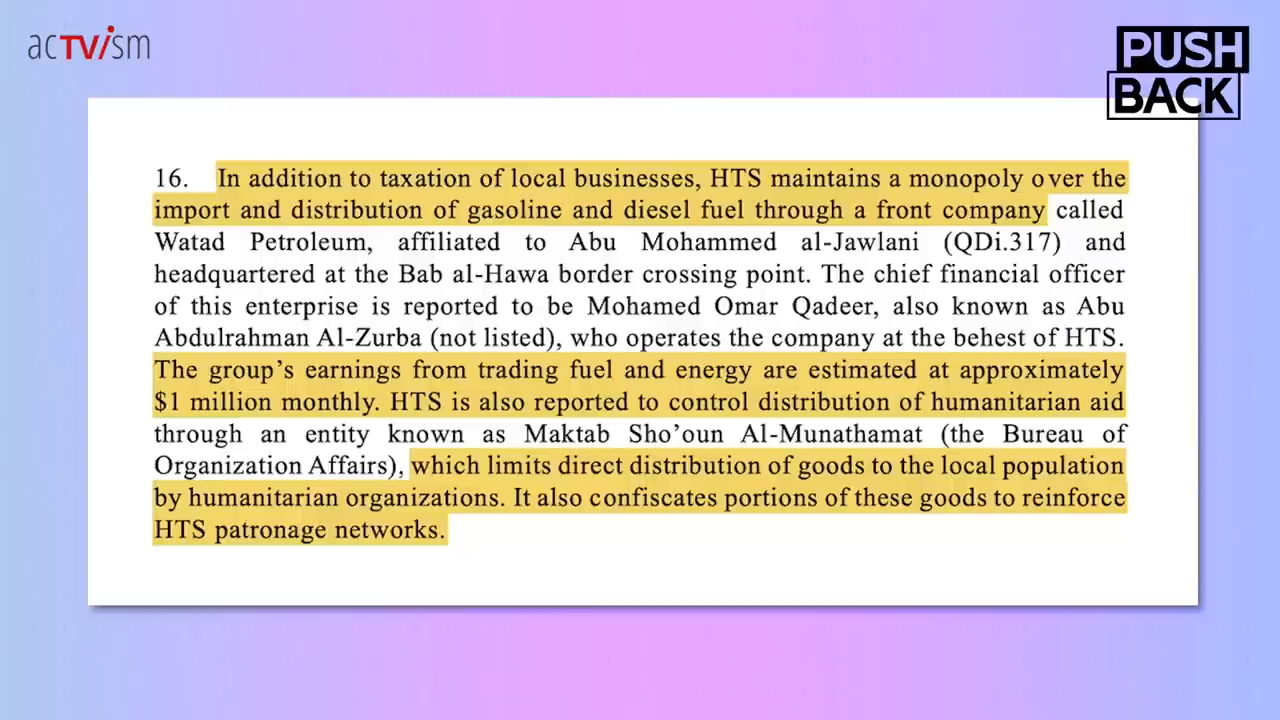 acTVism
PUSH
BACK
16. In addition to taxation of local businesses, HTS maintains a monopoly over the
import and distribution of gasoline and diesel fuel through a front company called
Watad Petroleum, affiliated to Abu Mohammed al-Jawlani (QDi.317) and
headquartered at the Bab al-Hawa border crossing point. The chief financial officer
of this enterprise is reported to be Mohamed Omar Qadeer, also known as Abu
Abdulrahman Al-Zurba (not listed), who operates the company at the behest of HTS.
The group’s earnings from trading fuel and energy are estimated at approximately
$1 million monthly. HTS is also reported to control distribution of humanitarian aid
through an entity known as Maktab Sho’oun Al-Munathamat (the Bureau of
Organization Affairs), which limits direct distribution of goods to the local population
by humanitarian organizations. It also confiscates portions of these goods to reinforce
HTS patronage networks.